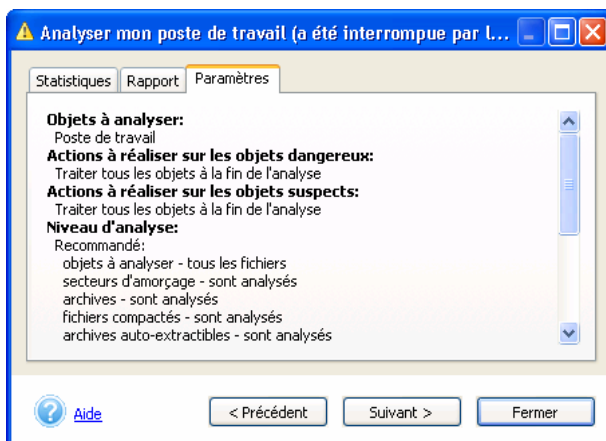 Analyser mon poste de travail (a été interrompue par l...
Statistiques Rapport Paramètres
Objets à analyser:
Poste de travail
Actions à réaliser sur les objets dangereux:
Traiter tous les objets à la fin de l'analyse
Actions à réaliser sur les objets suspects:
Traiter tous les objets à la fin de l'analyse
Niveau d'analyse:
Recommandé:
objets à analyser - tous les fichiers
secteurs d'amorçage - sont analysés
archives - sont analysés
fichiers compactés - sont analysés
archives auto-extractibles - sont analysés
Aide < Précédent Suivant > Fermer